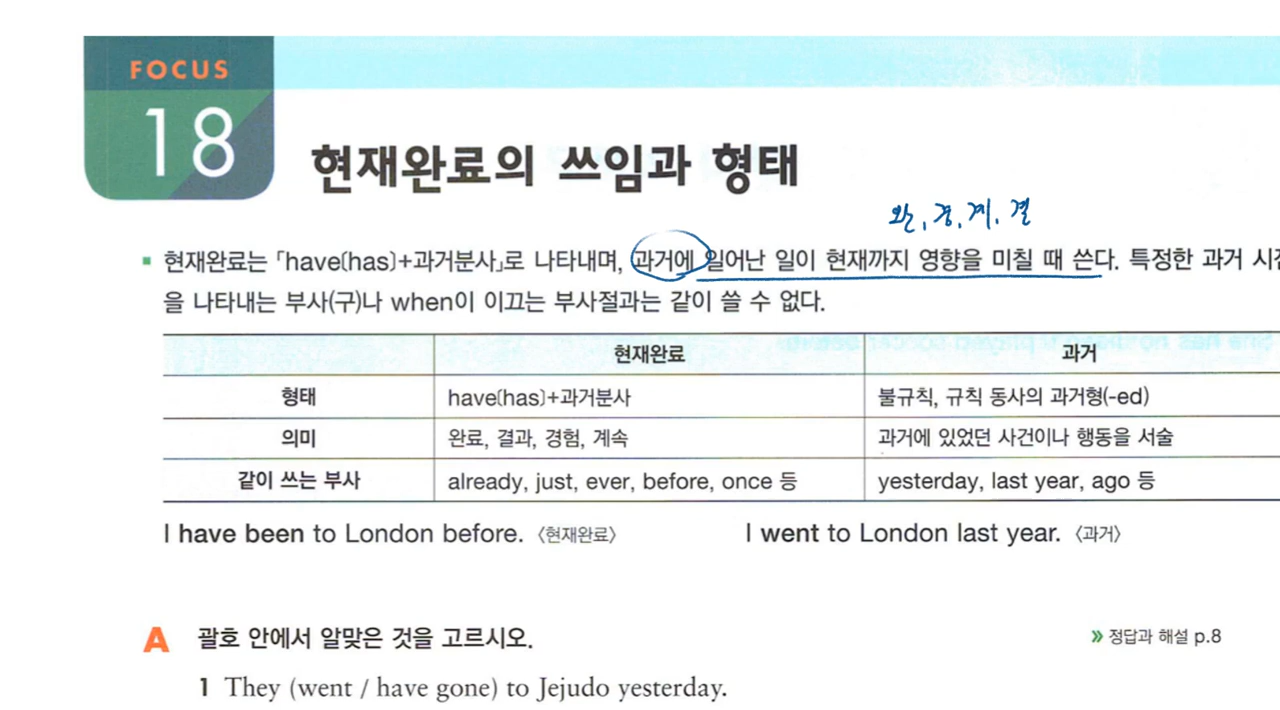 FOCUS
18
현재완료의 쓰임과 형태
완, 경, 계, 결
현재완료는 「have(has)+과거분사」로 나타내며, 과거에 일어난 일이 현재까지 영향을 미칠 때 쓴다. 특정한 과거
을 나타내는 부사(구)나 when이 이끄는 부사절과는 같이 쓸 수 없다.
현재완료 과거
형태 have(has)+과거분사 불규칙, 규칙 동사의 과거형(-ed)
의미 완료, 결과, 경험, 계속 과거에 있었던 사건이나 행동을 서술
같이 쓰는 부사 already, just, ever, before, once 등 yesterday, last year, ago 등
I have been to London before. 〈현재완료〉 I went to London last year. 〈과거〉
A 괄호 안에서 알맞은 것을 고르시오. » 정답과 해설 p.8
1 They (went / have gone) to Jejudo yesterday.